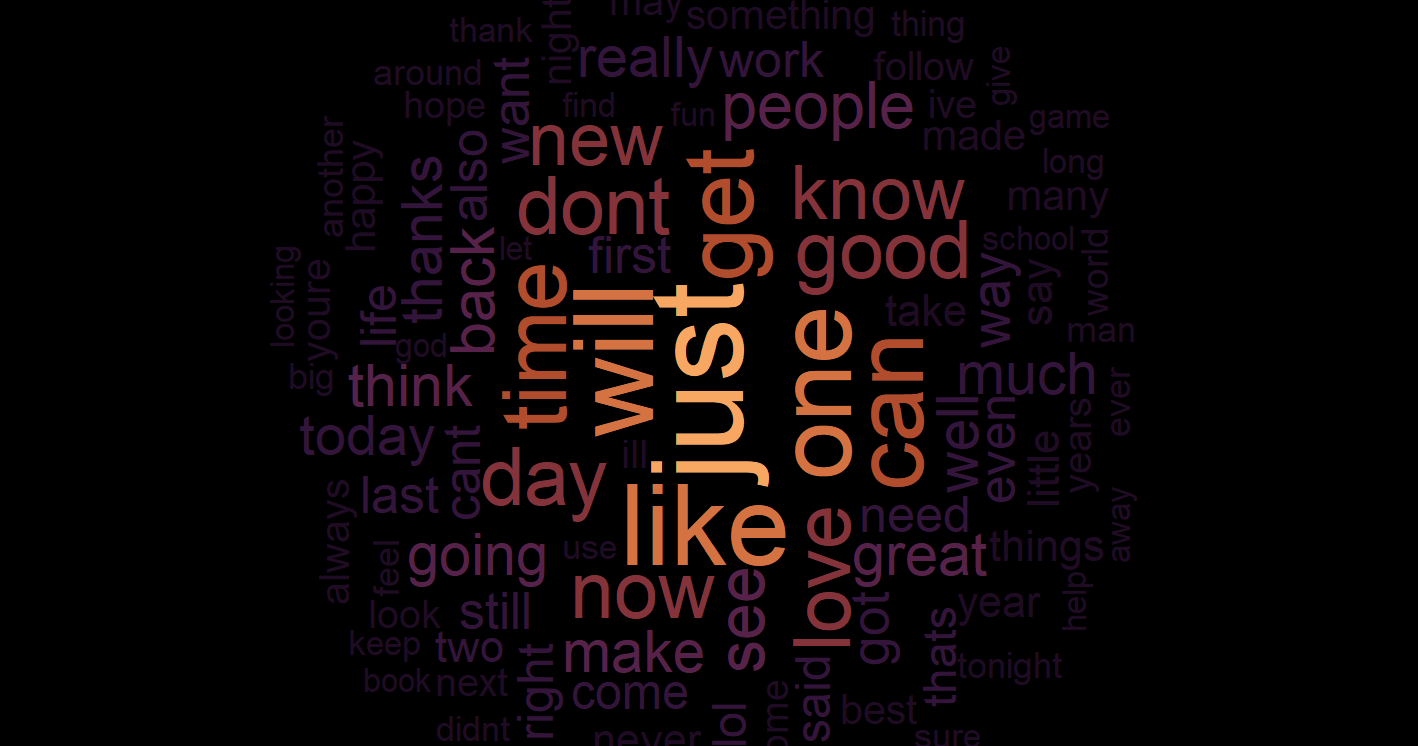 may
something
thing
thank
night
really
work
follow
give
around
want
hope
find
fun
people
ive
made
game
new
get
know
long
another
happy
thanks
also
dont
many
good
let
first
school
world
looking
youre
life
back
time
will
just
one
can
take
way
say
man
god
big
think
much
today
cant
ill
well
even
little
years
ever
day
last
like
need
always
feel
going
use
love
great
things
away
look
still
now
see
got
year
help
keep
two
make
thats
tonight
book
next
right
come
said
best
didnt
never
lol
sure